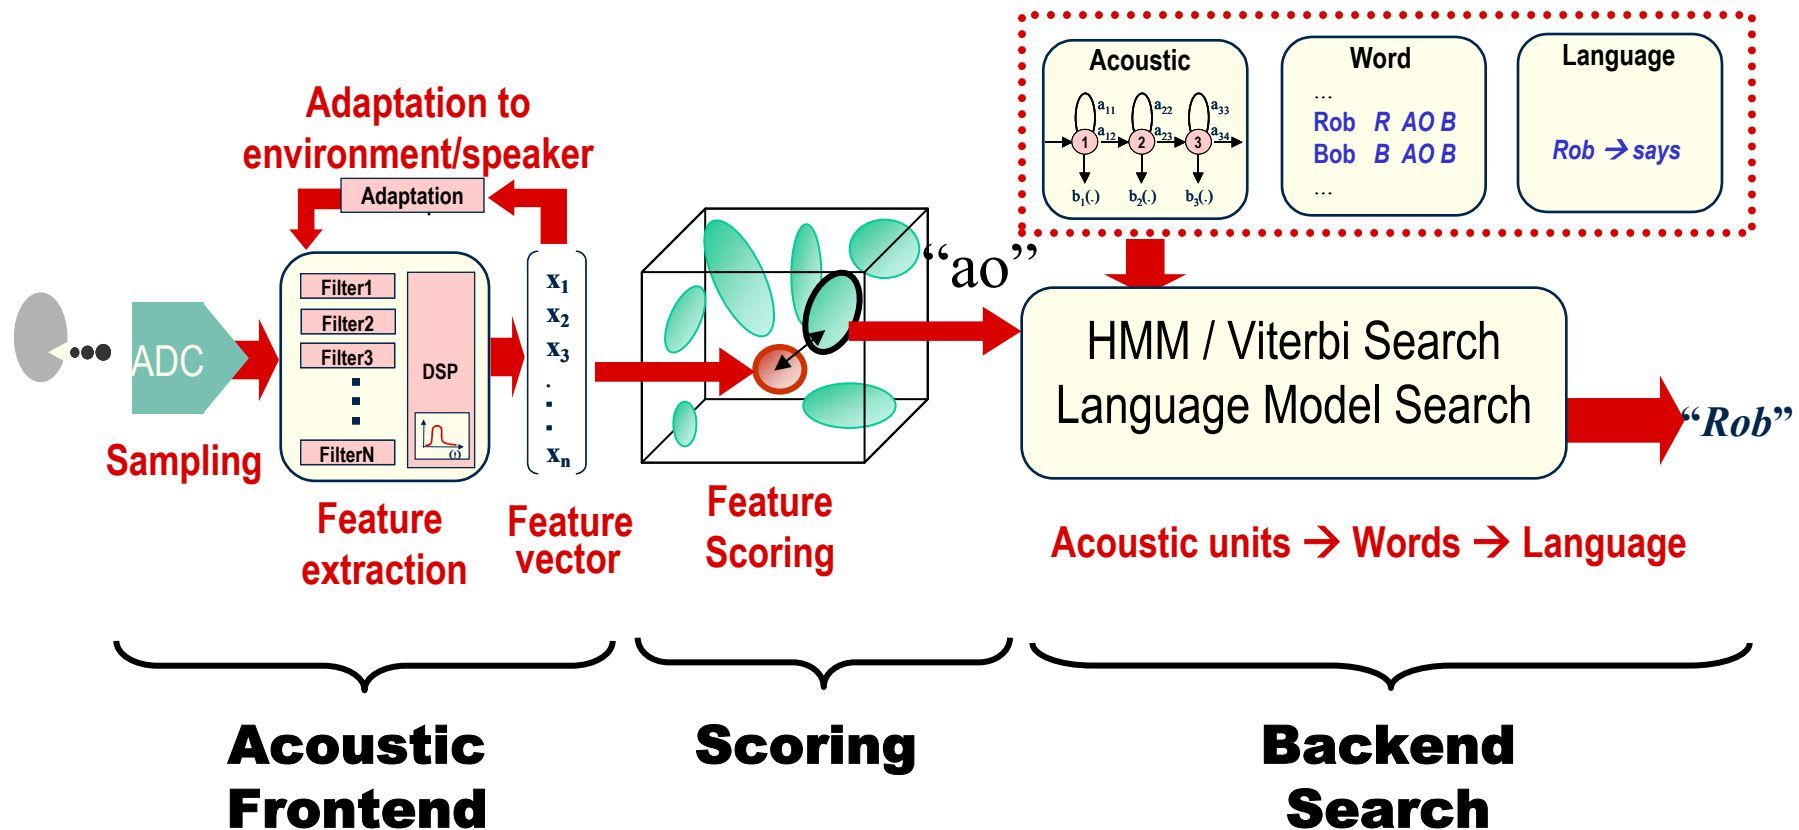 Adaptation to
environment/speaker
Adaptation
ADC
Sampling
Filter1
Filter2
Filter3
FilterN
DSP
ω
Feature
extraction
x1
x2
x3
xn
Feature
vector
Feature
Scoring
“ao”
Acoustic
a11
a22
a33
a12
a23
a34
1
2
3
b1(.)
b2(.)
b3(.)
Word
...
Rob R AO B
Bob B AO B
...
Language
Rob → says
HMM / Viterbi Search
Language Model Search
“Rob”
Acoustic units → Words → Language
Acoustic
Frontend
Scoring
Backend
Search